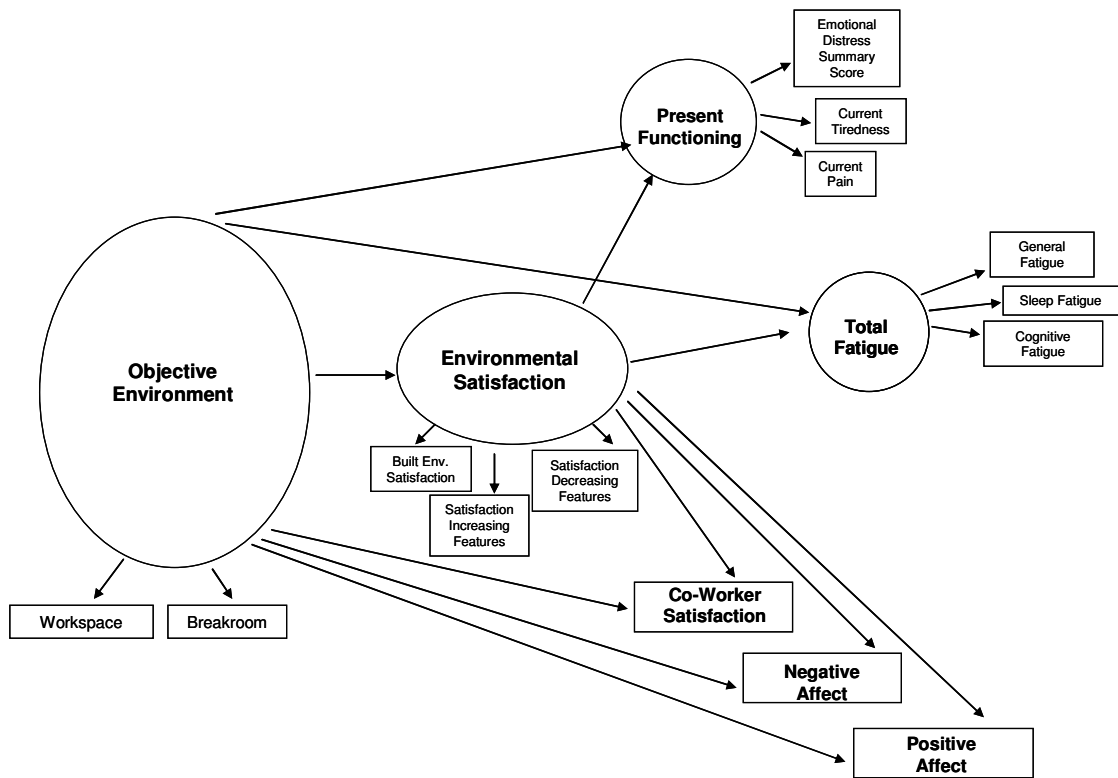 Emotional
Distress
Summary
Score
Present
Functioning
Current
Tiredness
Current
Pain
General
Fatigue
Sleep Fatigue
Cognitive
Fatigue
Total
Fatigue
Environmental
Satisfaction
Objective
Environment
Built Env.
Satisfaction
Satisfaction
Increasing
Features
Satisfaction
Decreasing
Features
Workspace
Breakroom
Co-Worker
Satisfaction
Negative
Affect
Positive
Affect